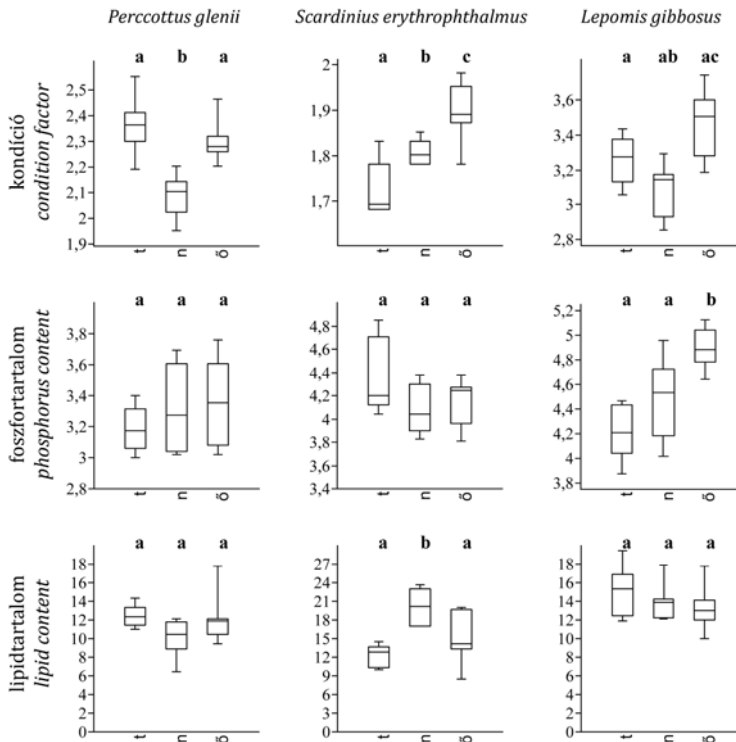 Perccottus glenii Scardinius erythrophthalmus Lepomis gibbosus
kondíció
condition factor
a b a
2,5
2,4
2,3
2,2
2,1
2
1,9
t n ő
a b c
2
1,9
1,8
1,7
t n ő
a ab ac
3,6
3,4
3,2
3
2,8
t n ő
foszfortartalom
phosphorus content
a a a
3,8
3,6
3,4
3,2
3
2,8
t n ő
a a a
4,8
4,6
4,4
4,2
4
3,8
3,6
3,4
t n ő
a a b
5,2
5
4,8
4,6
4,4
4,2
4
3,8
t n ő
lipidtartalom
lipid content
a a a
18
16
14
12
10
8
6
4
2
0
t n ő
a b a
27
24
21
18
15
12
9
6
3
0
t n ő
a a a
18
16
14
12
10
8
6
4
2
0
t n ő